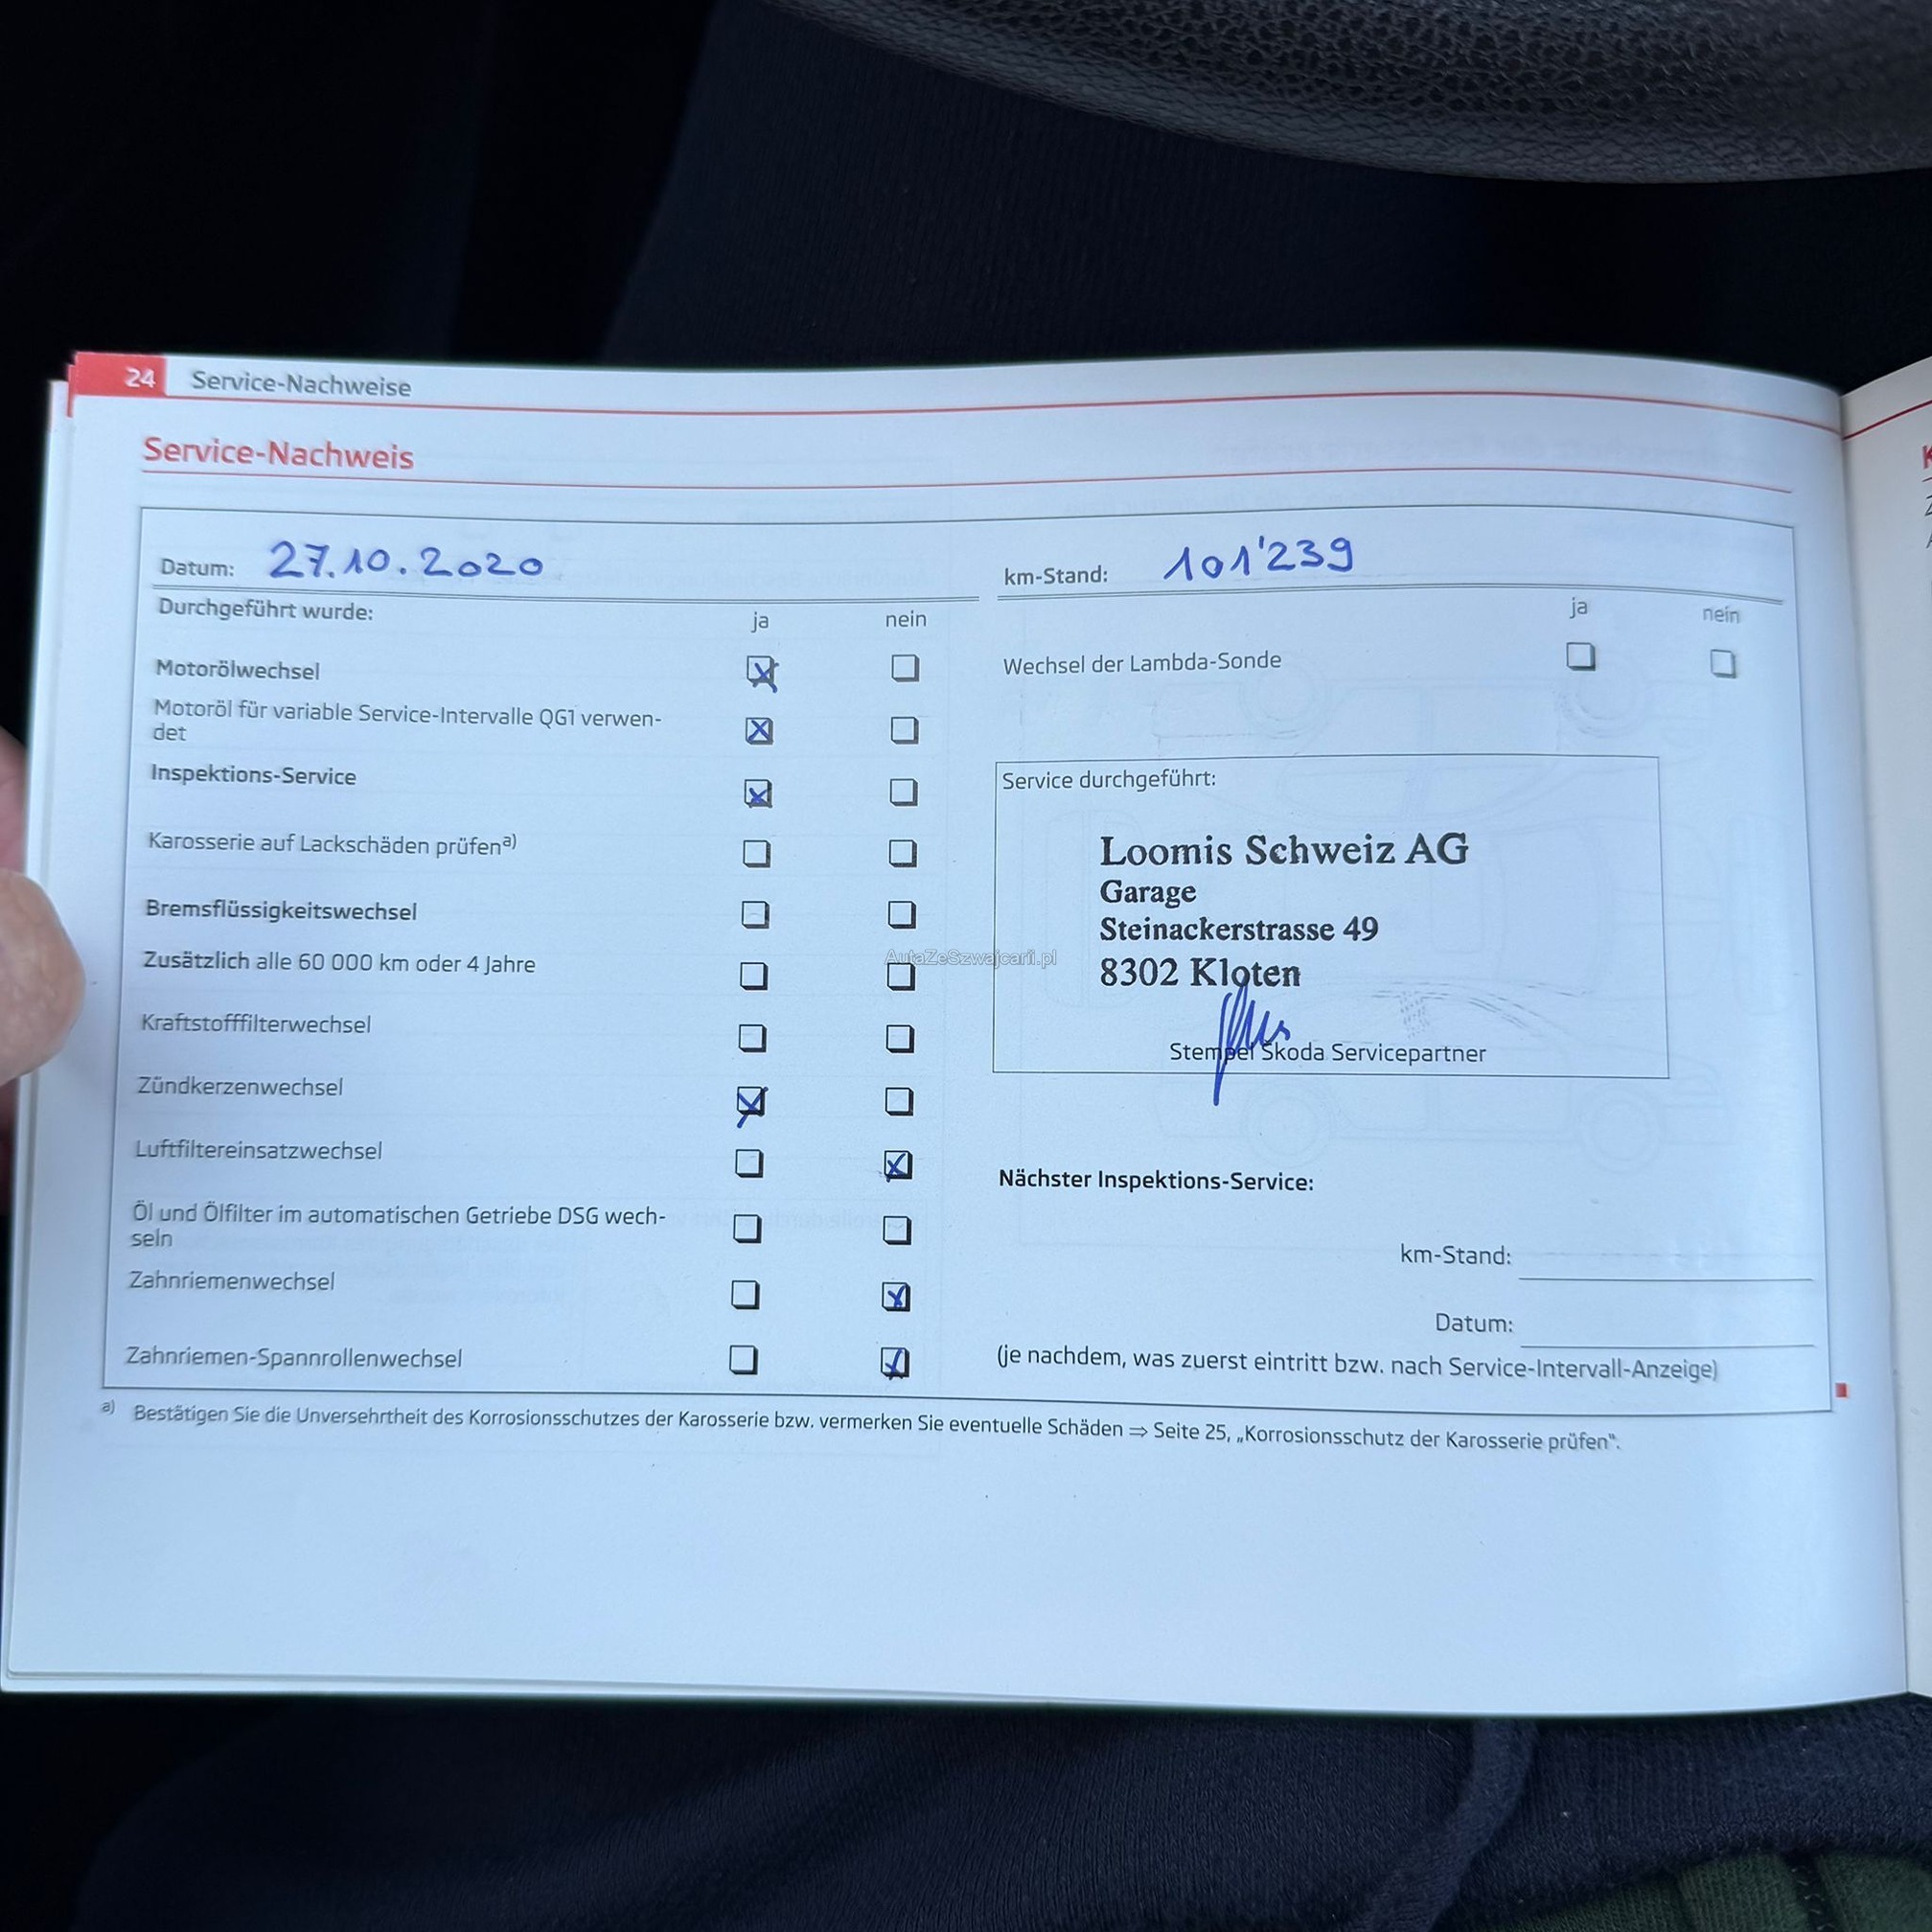 24 Service-Nachweise
Service-Nachweis
Datum: 27.10.2020
km-Stand: 101'239
Durchgeführt wurde: ja nein
ja nein
Motorölwechsel
Wechsel der Lambda-Sonde
Motoröl für variable Service-Intervalle QG1 verwen-
det
Inspektions-Service
Karosserie auf Lackschäden prüfena)
Bremsflüssigkeitswechsel
Zusätzlich alle 60 000 km oder 4 Jahre
Kraftstofffilterwechsel
Zündkerzenwechsel
Luftfiltereinsatzwechsel
Öl und Ölfilter im automatischen Getriebe DSG wech-
seln
Zahnriemenwechsel
Zahnriemen-Spannrollenwechsel
Service durchgeführt:
Loomis Schweiz AG
Garage
Steinackerstrasse 49
8302 Kloten
Stempel Škoda Servicepartner
Nächster Inspektions-Service:
km-Stand:
Datum:
(je nachdem, was zuerst eintritt bzw. nach Service-Intervall-Anzeige)
a) Bestätigen Sie die Unversehrtheit des Korrosionsschutzes der Karosserie bzw. vermerken Sie eventuelle Schäden ⇒ Seite 25, „Korrosionsschutz der Karosserie prüfen“.
AutaZeSzwajcarii.pl